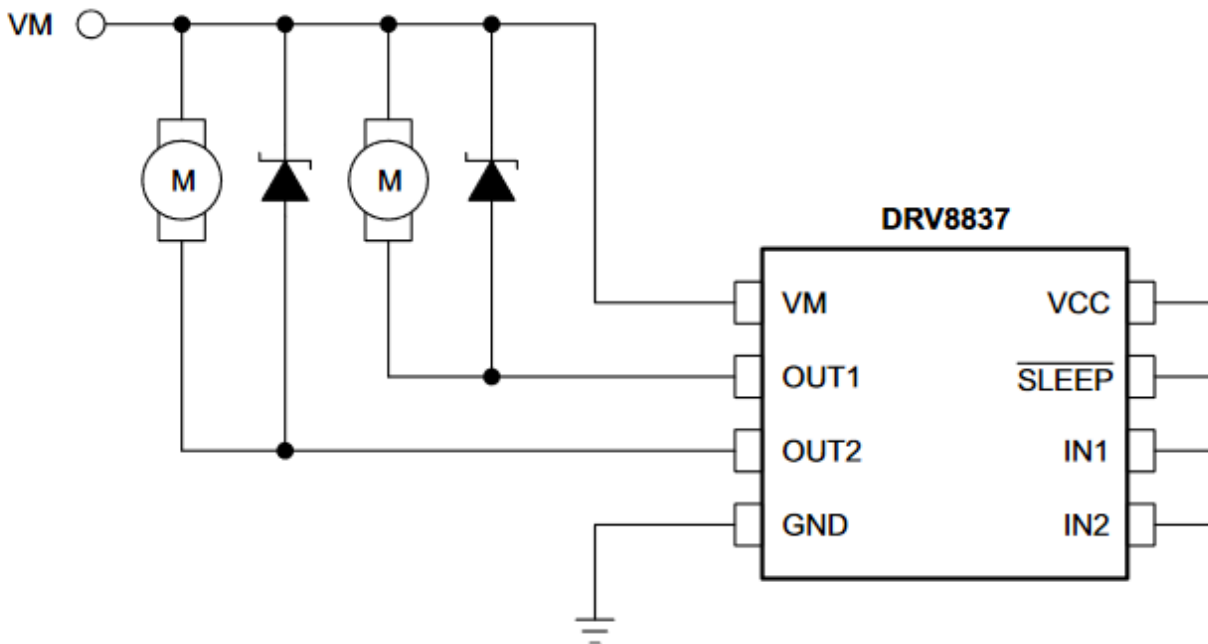 VM
M
M
DRV8837
VM
VCC
OUT1
SLEEP
OUT2
IN1
GND
IN2